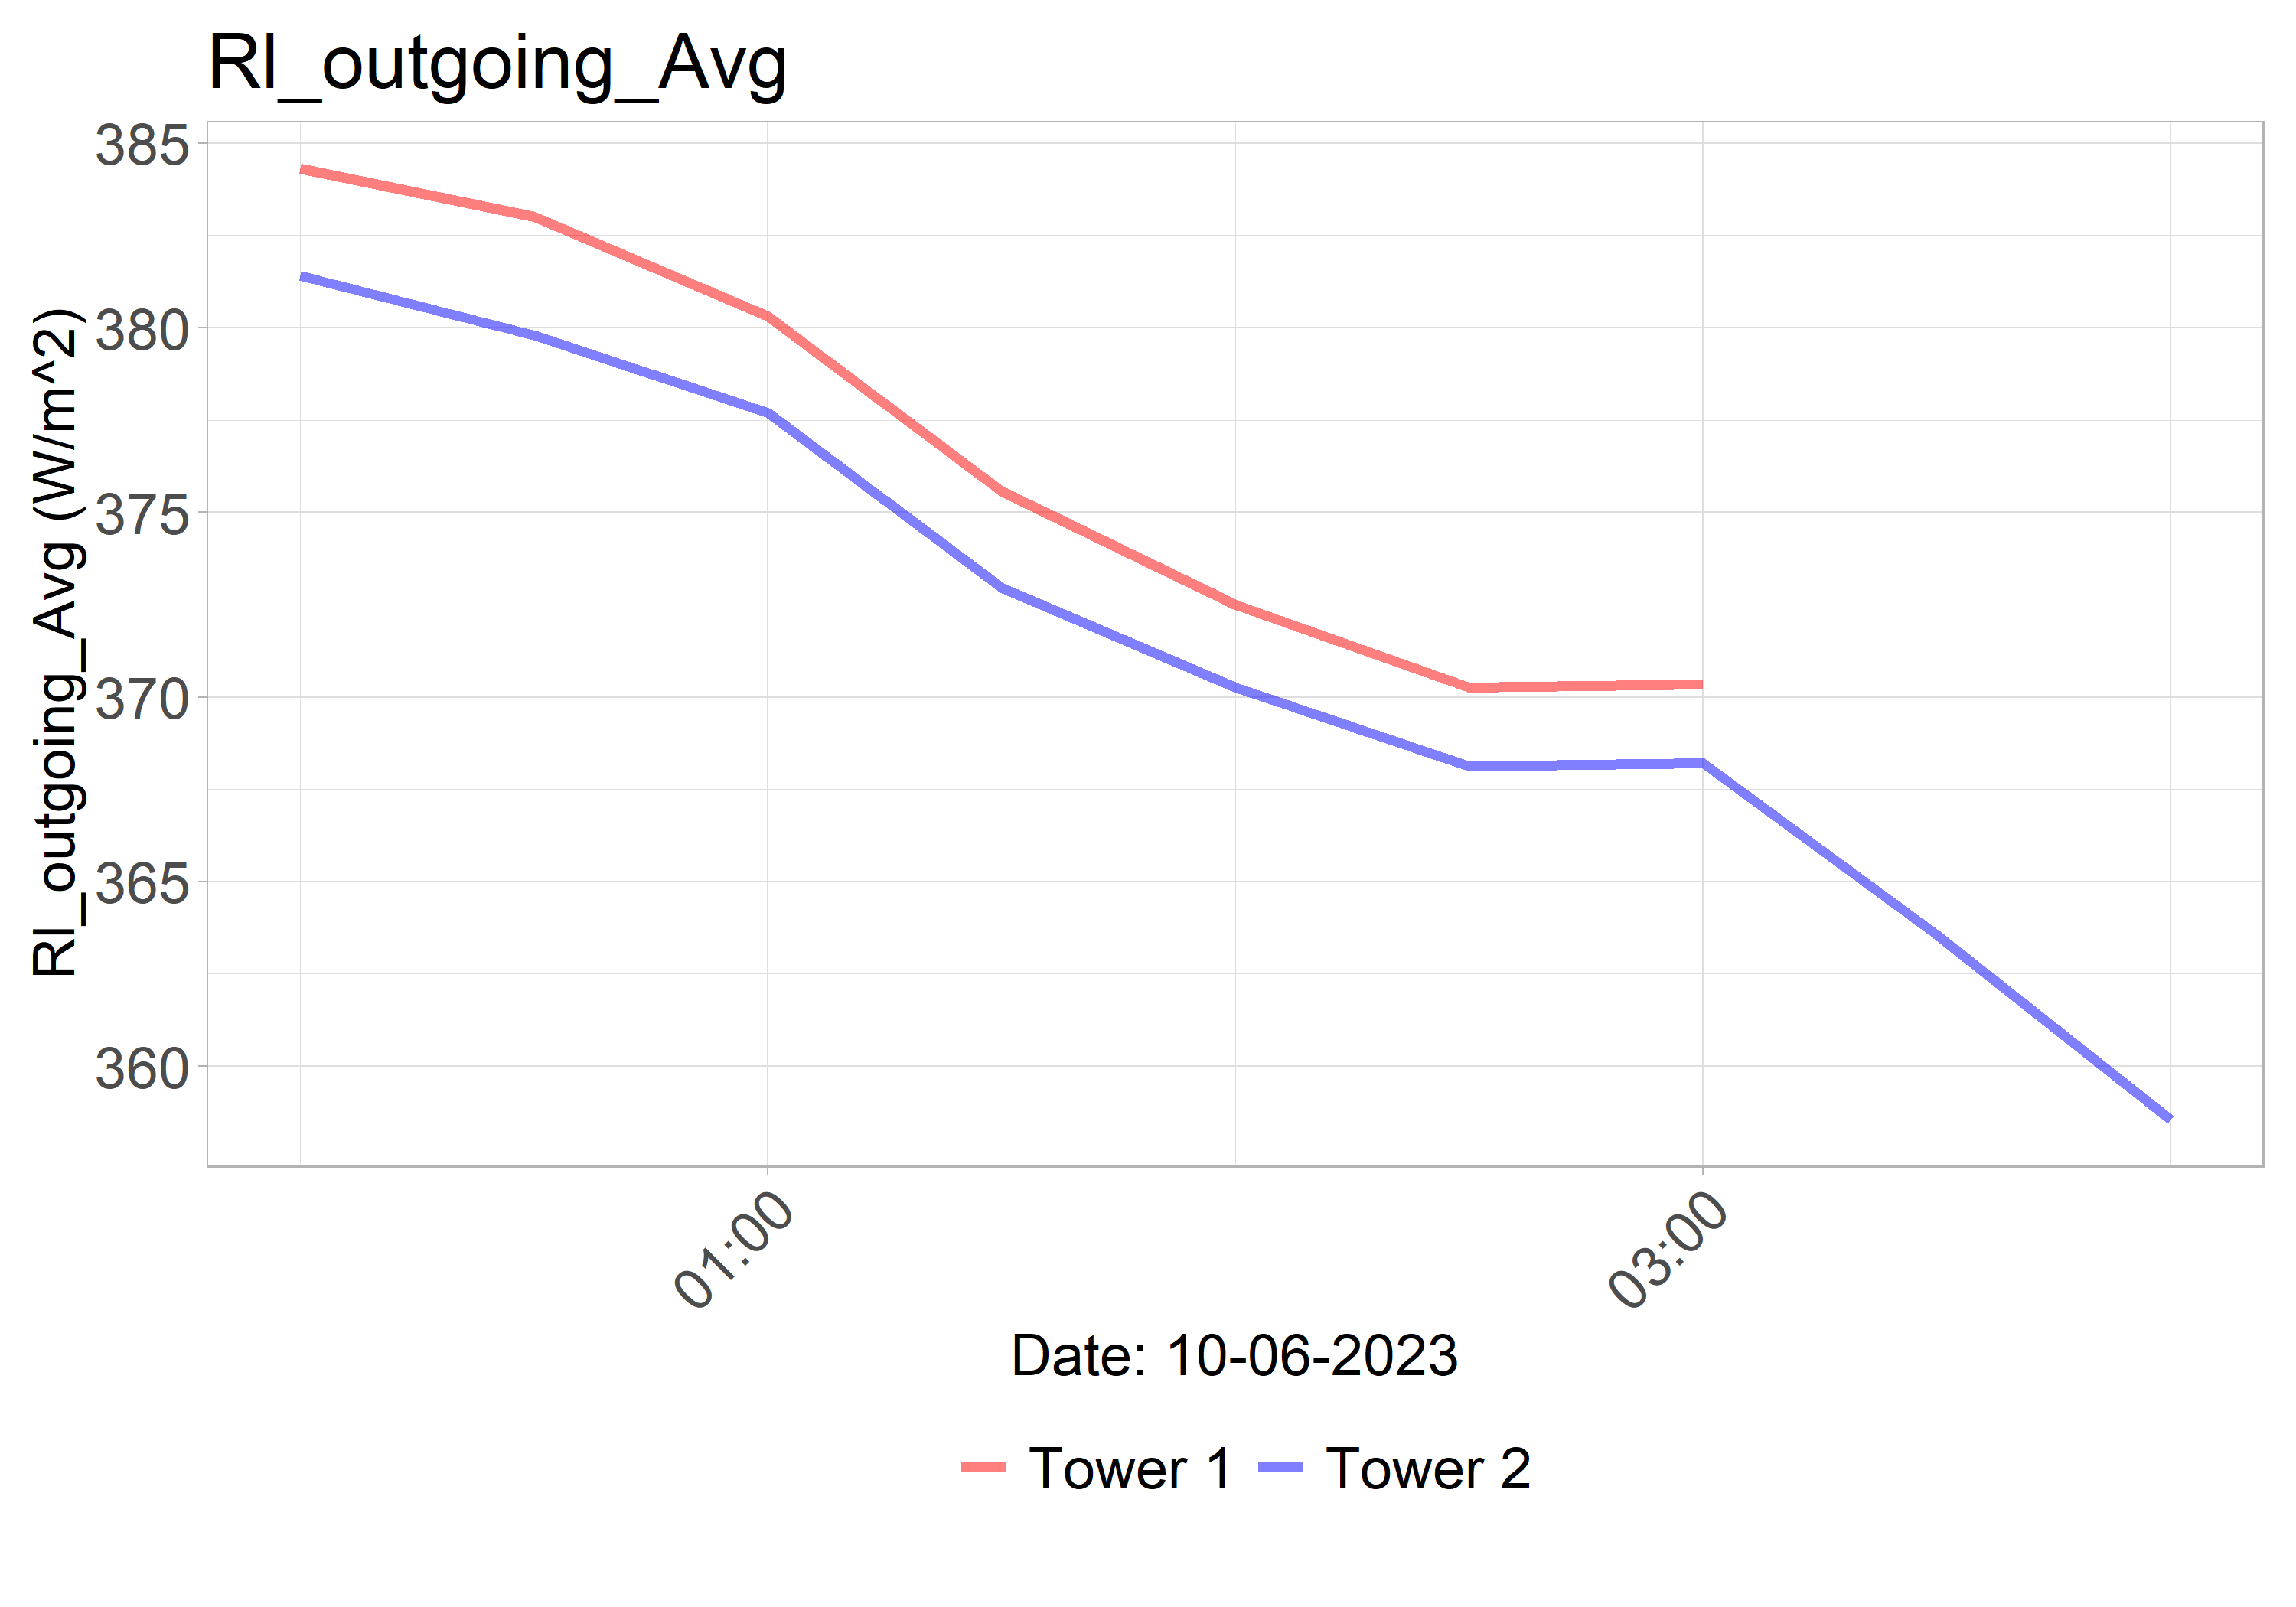 Rl_outgoing_Avg
Rl_outgoing_Avg (W/m^2)
385
380
375
370
365
360
01:00
03:00
Date: 10-06-2023
Tower 1
Tower 2